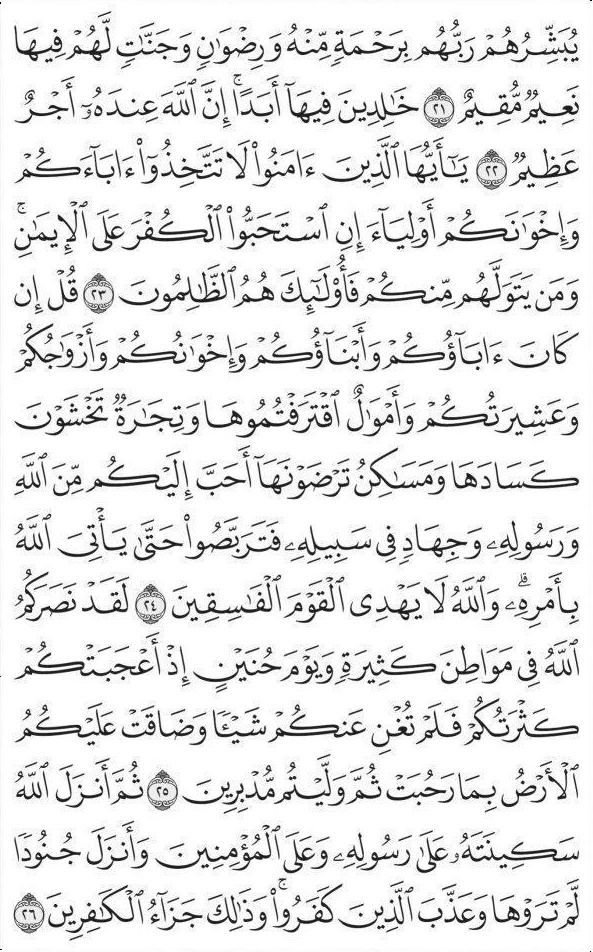 يُبَشِّرُهُمْ رَبُّهُم بِرَحْمَةٍ مِّنْهُ وَرِضْوَٰنٍ وَجَنَّٰتٍ لَّهُمْ فِيهَا
نَعِيمٌ مُّقِيمٌ ٢١ خَٰلِدِينَ فِيهَآ أَبَدًا ۚ إِنَّ ٱللَّهَ عِندَهُۥٓ أَجْرٌ
عَظِيمٌ ٢٢ يَٰٓأَيُّهَا ٱلَّذِينَ ءَامَنُوا۟ لَا تَتَّخِذُوٓا۟ ءَابَآءَكُمْ
وَإِخْوَٰنَكُمْ أَوْلِيَآءَ إِنِ ٱسْتَحَبُّوا۟ ٱلْكُفْرَ عَلَى ٱلْإِيمَٰنِ ۚ
وَمَن يَتَوَلَّهُم مِّنكُمْ فَأُو۟لَٰٓئِكَ هُمُ ٱلظَّٰلِمُونَ ٢٣ قُلْ إِن
كَانَ ءَابَآؤُكُمْ وَأَبْنَآؤُكُمْ وَإِخْوَٰنُكُمْ وَأَزْوَٰجُكُمْ
وَعَشِيرَتُكُمْ وَأَمْوَٰلٌ ٱقْتَرَفْتُمُوهَا وَتِجَٰرَةٌ تَخْشَوْنَ
كَسَادَهَا وَمَسَٰكِنُ تَرْضَوْنَهَآ أَحَبَّ إِلَيْكُم مِّنَ ٱللَّهِ
وَرَسُولِهِۦ وَجِهَادٍ فِى سَبِيلِهِۦ فَتَرَبَّصُوا۟ حَتَّىٰ يَأْتِىَ ٱللَّهُ
بِأَمْرِهِۦ ۗ وَٱللَّهُ لَا يَهْدِى ٱلْقَوْمَ ٱلْفَٰسِقِينَ ٢٤ لَقَدْ نَصَرَكُمُ
ٱللَّهُ فِى مَوَاطِنَ كَثِيرَةٍ وَيَوْمَ حُنَيْنٍ إِذْ أَعْجَبَتْكُمْ
كَثْرَتُكُمْ فَلَمْ تُغْنِ عَنكُمْ شَيْـًٔا وَضَاقَتْ عَلَيْكُمُ
ٱلْأَرْضُ بِمَا رَحُبَتْ ثُمَّ وَلَّيْتُم مُّدْبِرِينَ ٢٥ ثُمَّ أَنزَلَ ٱللَّهُ
سَكِينَتَهُۥ عَلَىٰ رَسُولِهِۦ وَعَلَى ٱلْمُؤْمِنِينَ وَأَنزَلَ جُنُودًا
لَّمْ تَرَوْهَا وَعَذَّبَ ٱلَّذِينَ كَفَرُوا۟ ۚ وَذَٰلِكَ جَزَآءُ ٱلْكَٰفِرِينَ ٢٦